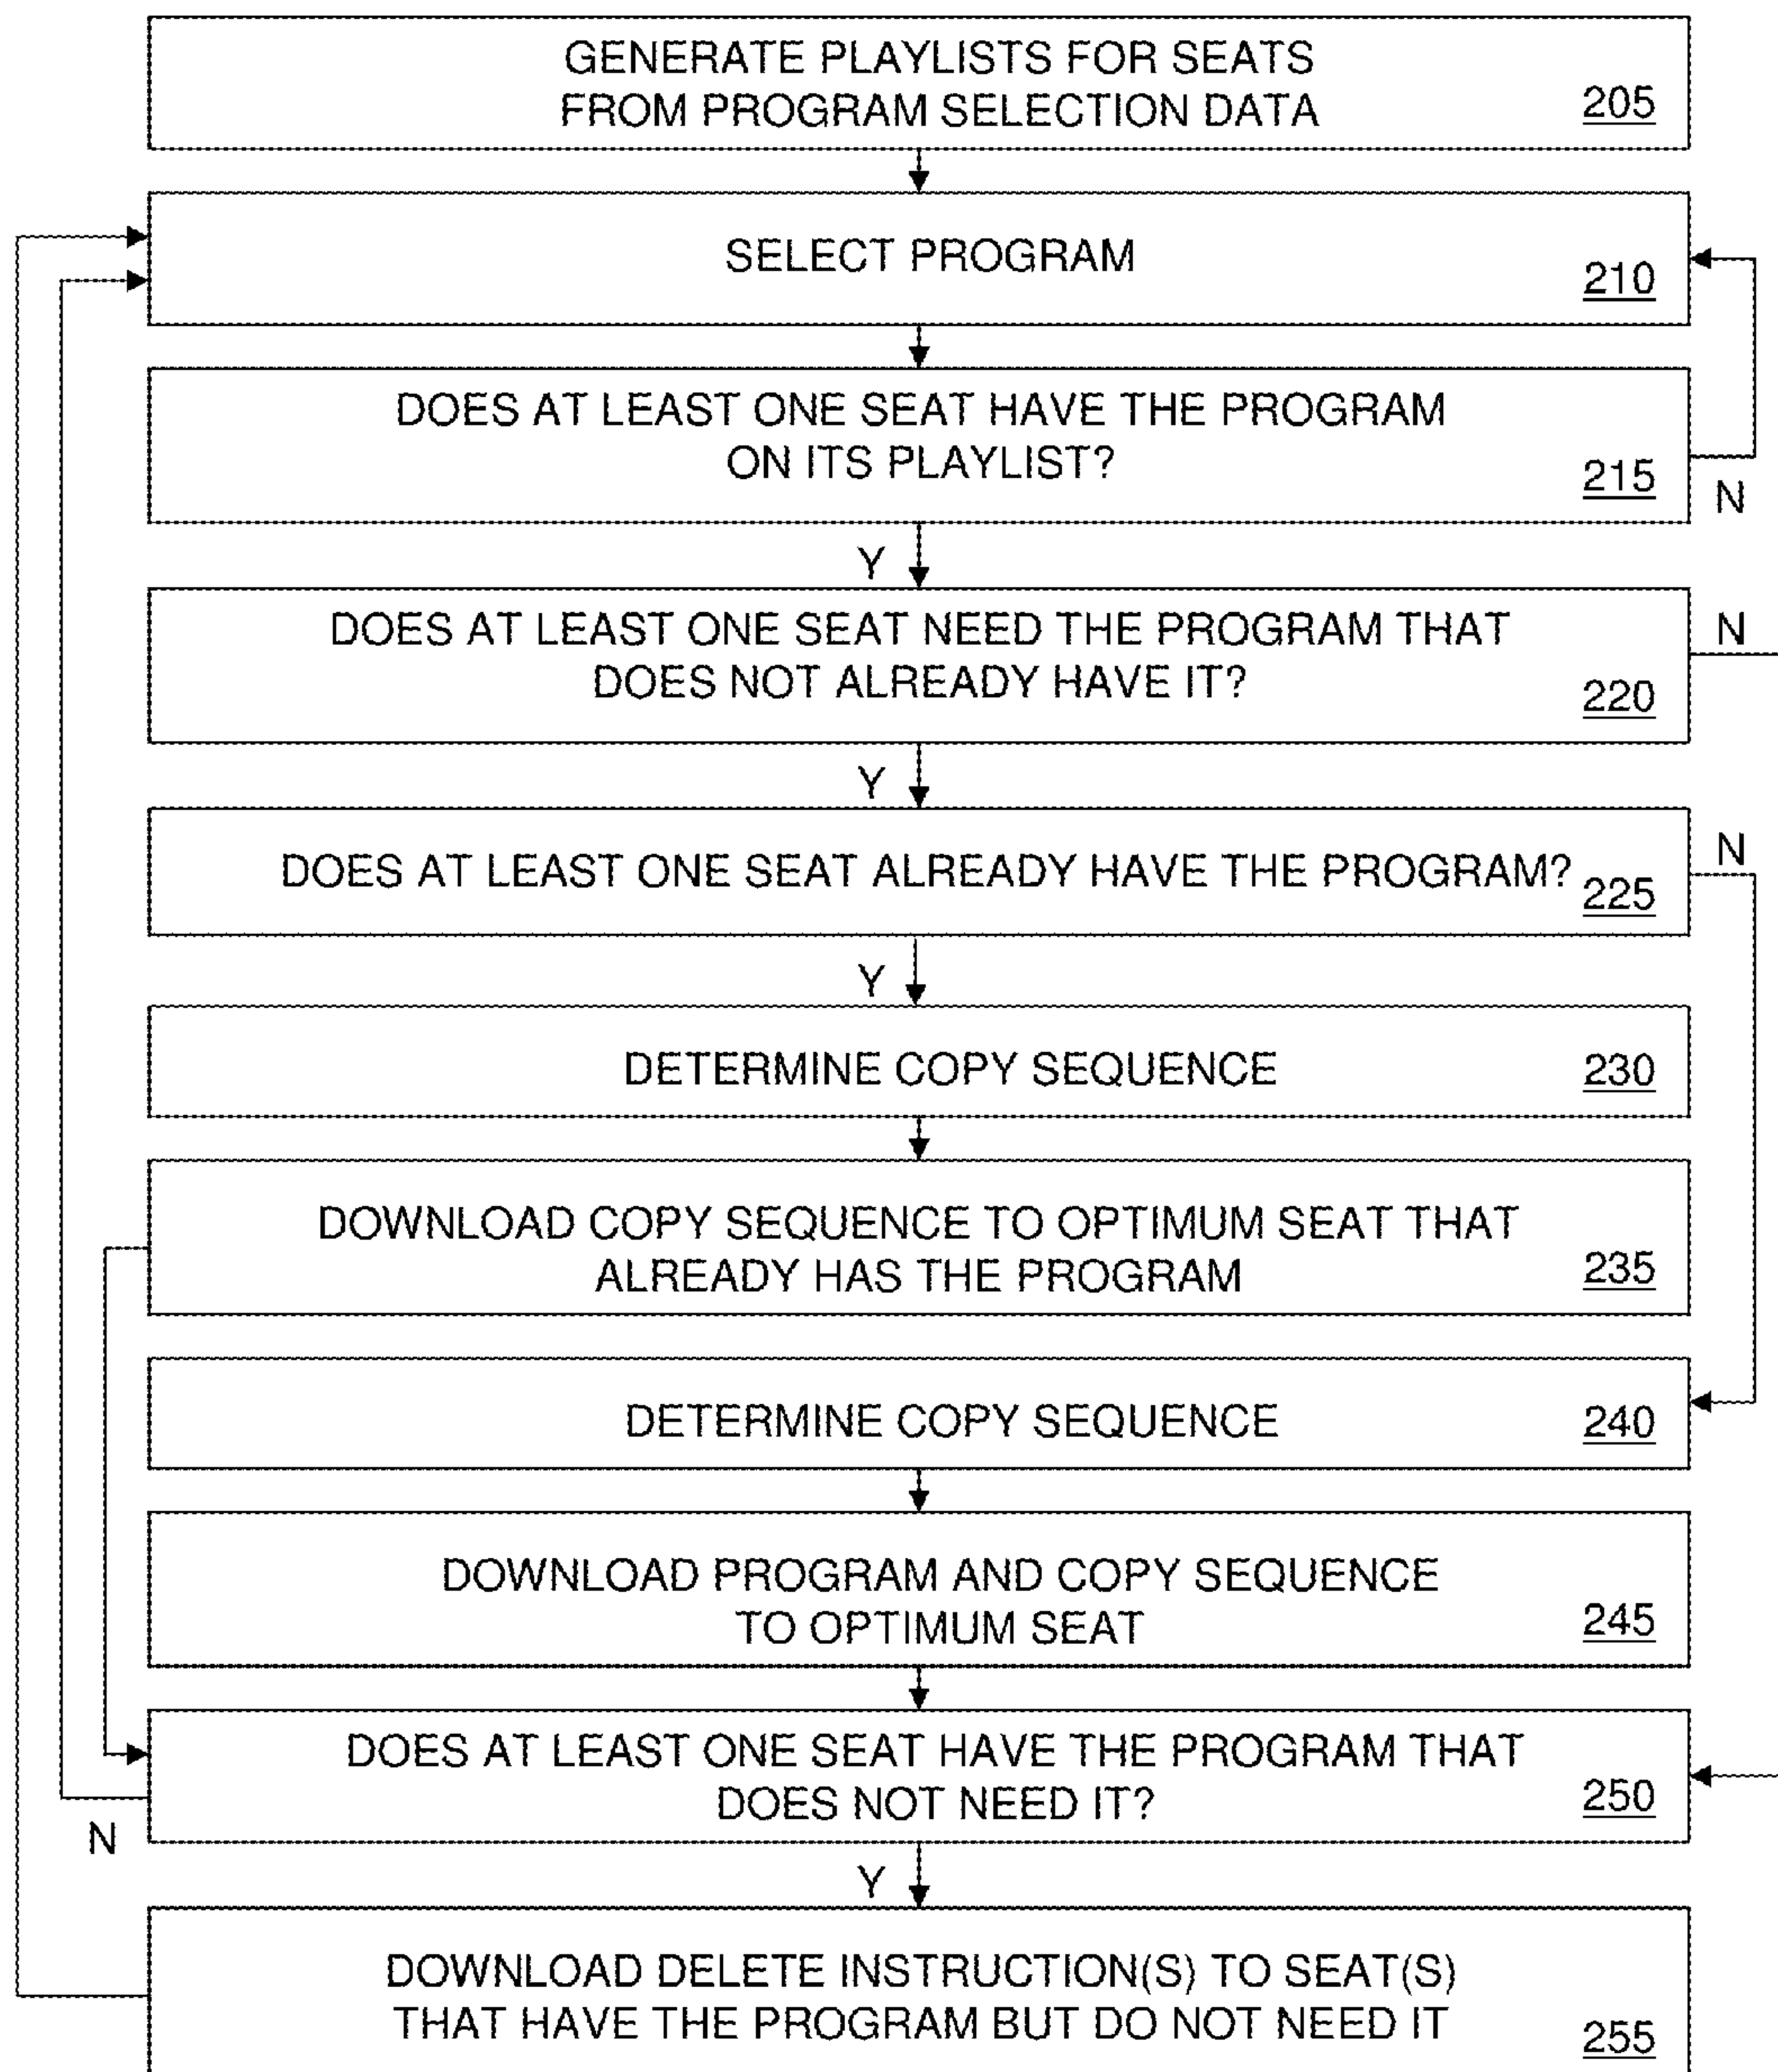 GENERATE PLAYLISTS FOR SEATS
FROM PROGRAM SELECTION DATA
205
SELECT PROGRAM
210
DOES AT LEAST ONE SEAT HAVE THE PROGRAM
ON ITS PLAYLIST?
215
N
Y
DOES AT LEAST ONE SEAT NEED THE PROGRAM THAT
DOES NOT ALREADY HAVE IT?
220
N
Y
DOES AT LEAST ONE SEAT ALREADY HAVE THE PROGRAM?
225
N
Y
DETERMINE COPY SEQUENCE
230
DOWNLOAD COPY SEQUENCE TO OPTIMUM SEAT THAT
ALREADY HAS THE PROGRAM
235
DETERMINE COPY SEQUENCE
240
DOWNLOAD PROGRAM AND COPY SEQUENCE
TO OPTIMUM SEAT
245
DOES AT LEAST ONE SEAT HAVE THE PROGRAM THAT
DOES NOT NEED IT?
250
N
Y
DOWNLOAD DELETE INSTRUCTION(S) TO SEAT(S)
THAT HAVE THE PROGRAM BUT DO NOT NEED IT
255